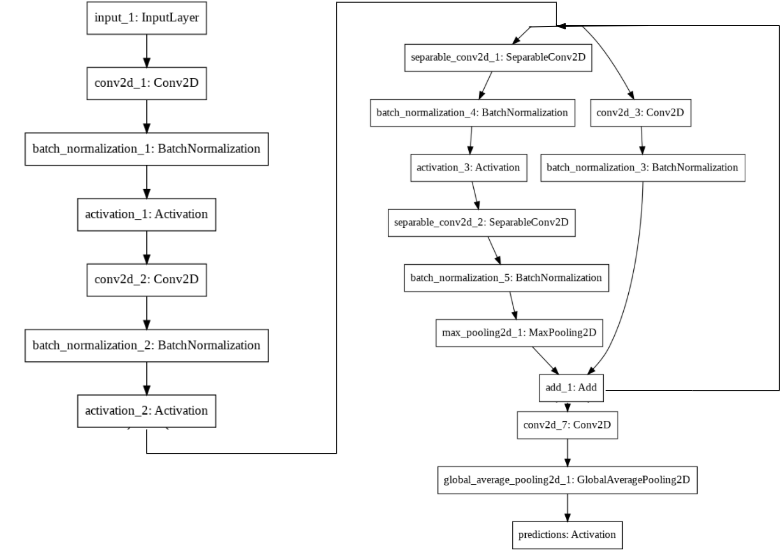 input_1: InputLayer
conv2d_1: Conv2D
batch_normalization_1: BatchNormalization
activation_1: Activation
conv2d_2: Conv2D
batch_normalization_2: BatchNormalization
activation_2: Activation
separable_conv2d_1: SeparableConv2D
batch_normalization_4: BatchNormalization
conv2d_3: Conv2D
activation_3: Activation
batch_normalization_3: BatchNormalization
separable_conv2d_2: SeparableConv2D
batch_normalization_5: BatchNormalization
max_pooling2d_1: MaxPooling2D
add_1: Add
conv2d_7: Conv2D
global_average_pooling2d_1: GlobalAveragePooling2D
predictions: Activation